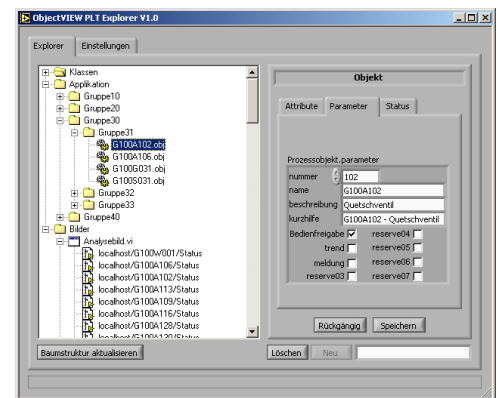 ObjectVIEW PLT Explorer V1.0
Explorer
Einstellungen
Klassen
Applikation
Gruppe10
Gruppe20
Gruppe30
Gruppe31
G100A102.obj
G100A106.obj
G100G031.obj
G100S031.obj
Gruppe32
Gruppe33
Gruppe40
Bilder
Analysebild.vi
localhost/G100W001/Status
localhost/G100A106/Status
localhost/G100A102/Status
localhost/G100A113/Status
localhost/G100A109/Status
localhost/G100A116/Status
localhost/G100A128/Status
localhost/G100A130/Status
Baumstruktur aktualisieren
Objekt
Attribute
Parameter
Status
Prozessobjekt.parameter
nummer 102
name G100A102
beschreibung Quetschventil
kurzhilfe G100A102 - Quetschventil
Bedienfreigabe reserve04
trend reserve05
meldung reserve06
reserve03 reserve07
Rückgängig
Speichern
Löschen
Neu